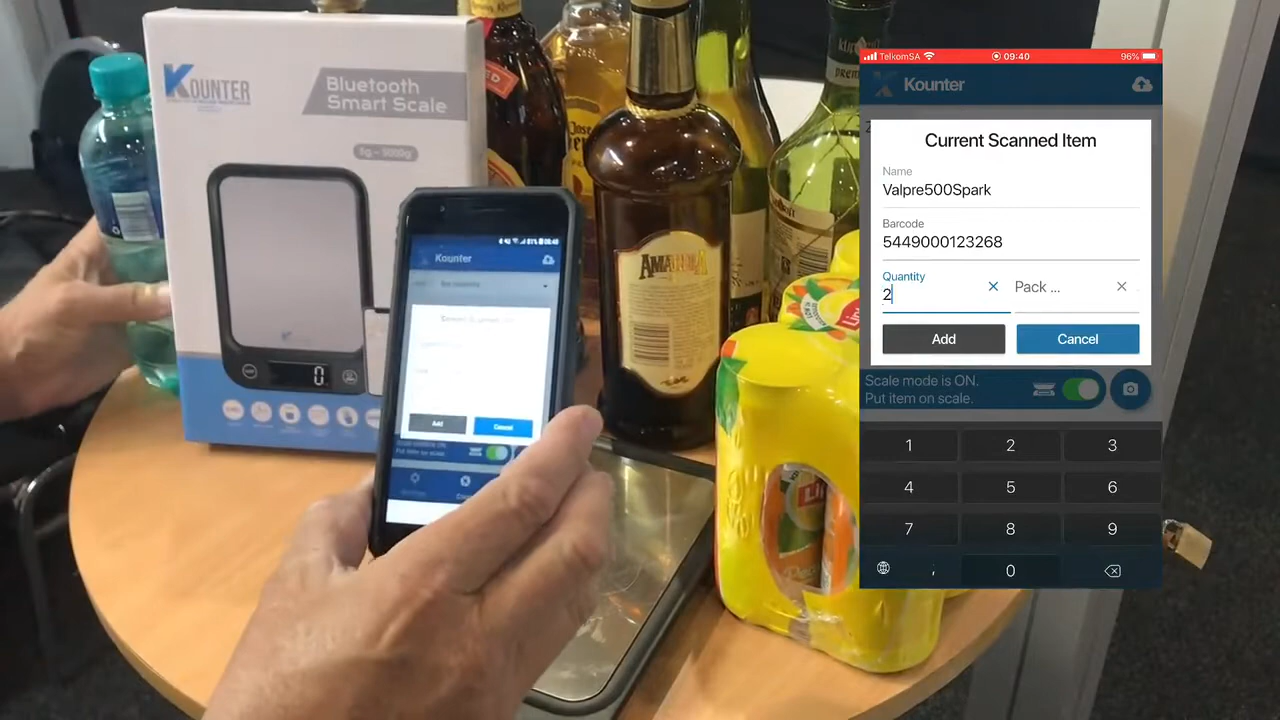 KOUNTER
Bluetooth
Smart Scale
5g - 5000g
0
Kounter
Add
Cancel
AMARULA
TelkomSA
09:40
96%
Kounter
Current Scanned Item
Name
Valpre500Spark
Barcode
5449000123268
Quantity
2
Pack ...
Add
Cancel
Scale mode is ON.
Put item on scale.
1 2 3
4 5 6
7 8 9
0